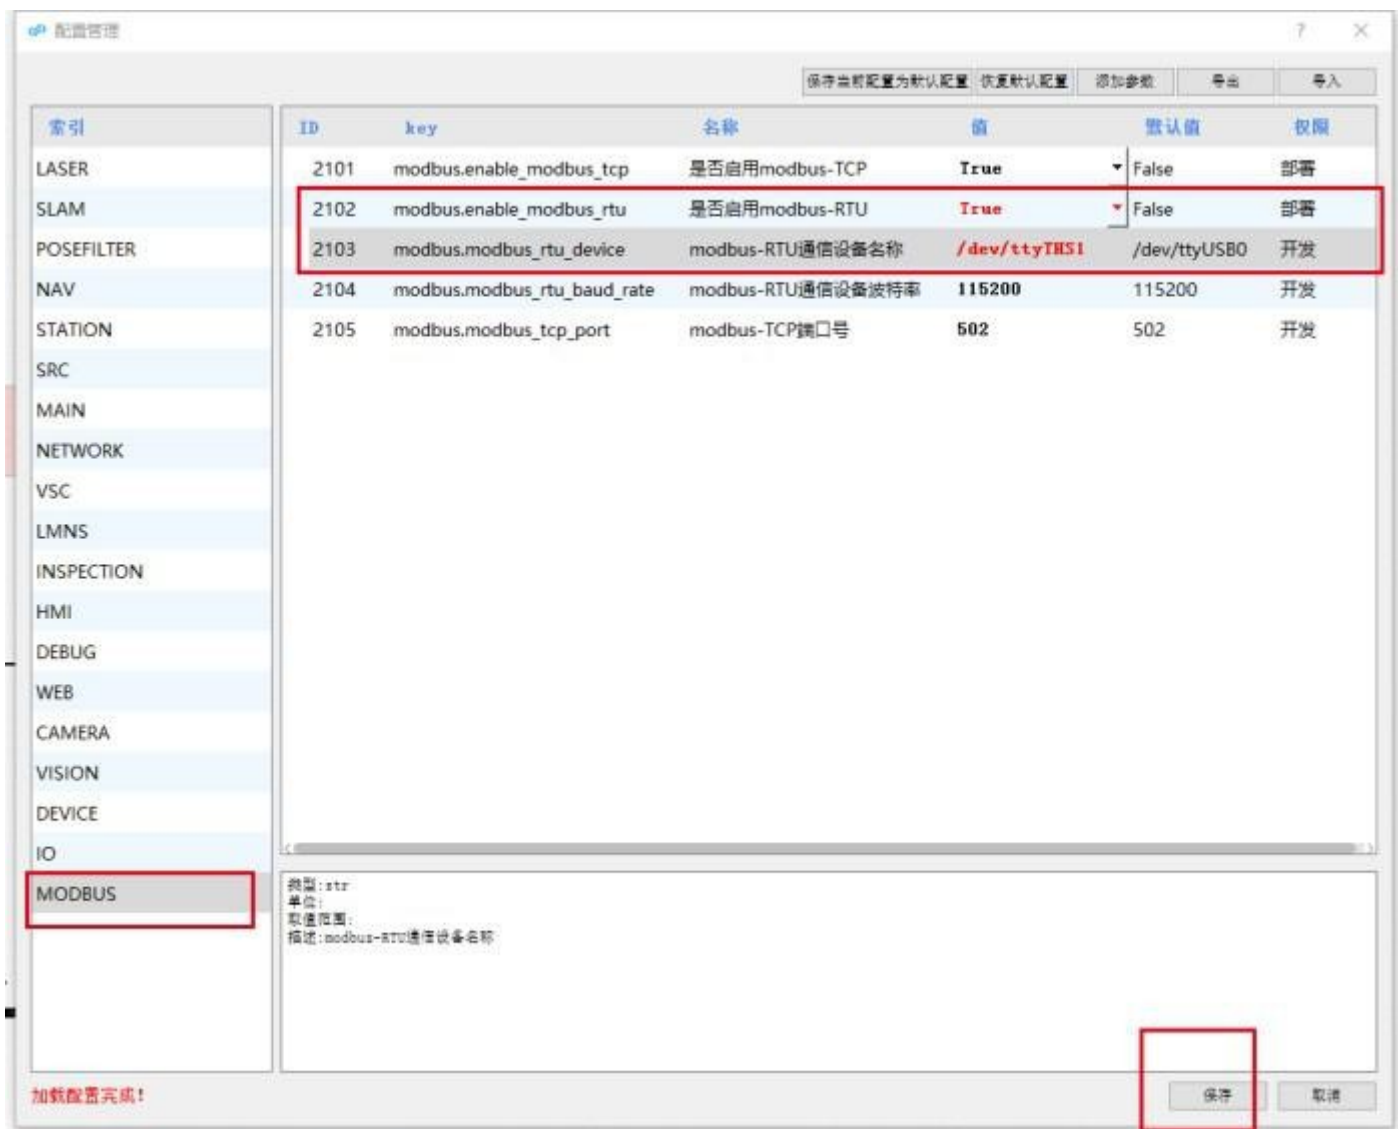 配置管理
保存当前配置为默认配置 恢复默认配置 添加参数 导出 导入
索引
LASER
SLAM
POSEFILTER
NAV
STATION
SRC
MAIN
NETWORK
VSC
LMNS
INSPECTION
HMI
DEBUG
WEB
CAMERA
VISION
DEVICE
IO
MODBUS
ID key 名称 值 默认值 权限
2101 modbus.enable_modbus_tcp 是否启用modbus-TCP True False 部署
2102 modbus.enable_modbus_rtu 是否启用modbus-RTU True False 部署
2103 modbus.modbus_rtu_device modbus-RTU通信设备名称 /dev/ttyTHS1 /dev/ttyUSB0 开发
2104 modbus.modbus_rtu_baud_rate modbus-RTU通信设备波特率 115200 115200 开发
2105 modbus.modbus_tcp_port modbus-TCP端口号 502 502 开发
类型:str
单位:
取值范围:
描述:modbus-RTU通信设备名称
加载配置完成!
保存 取消